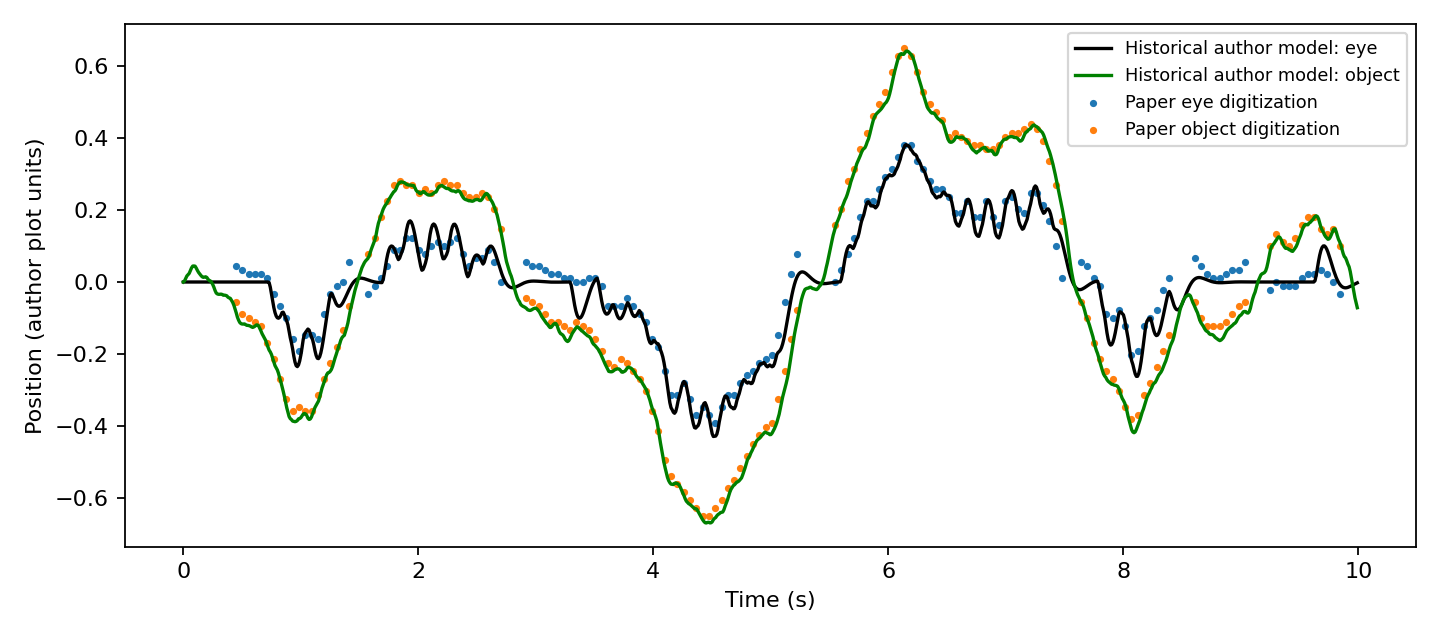 Historical author model: eye
Historical author model: object
Paper eye digitization
Paper object digitization
Position (author plot units)
0.6
0.4
0.2
0.0
−0.2
−0.4
−0.6
0 2 4 6 8 10
Time (s)